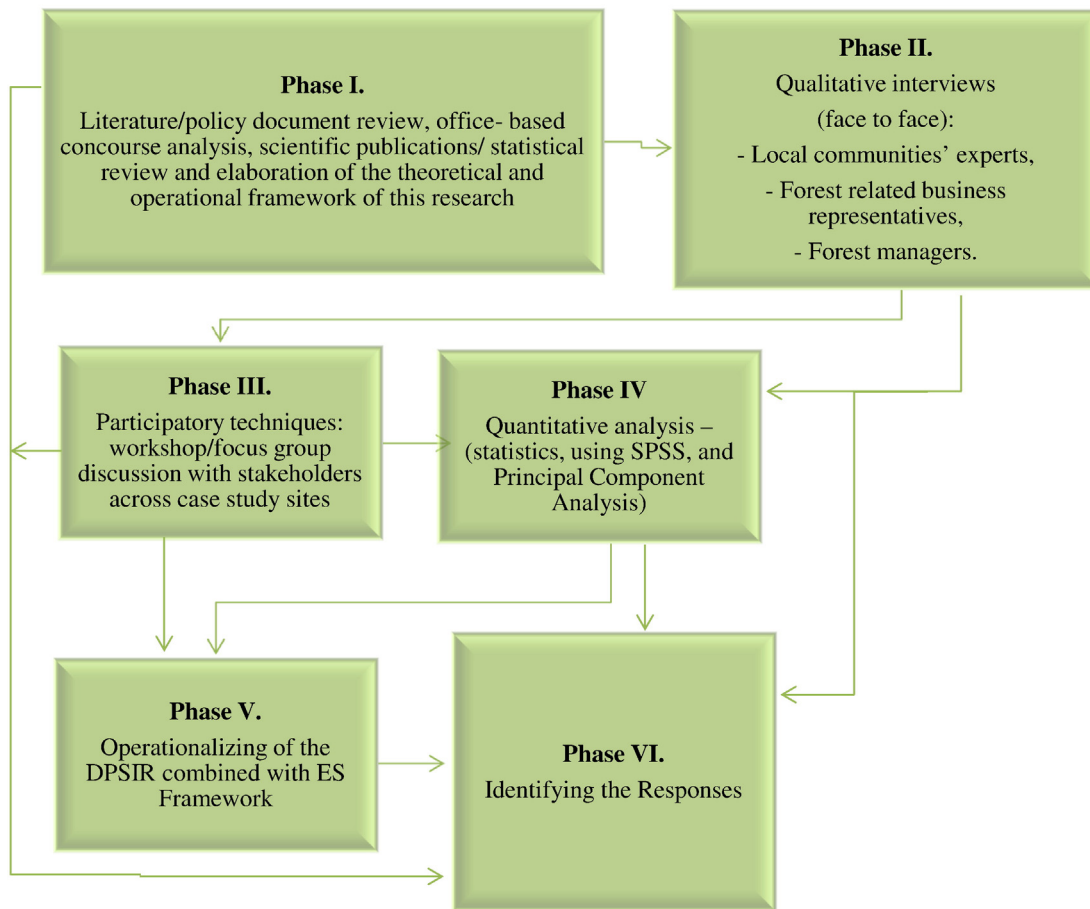 Phase I.
Literature/policy document review, office- based
concourse analysis, scientific publications/ statistical
review and elaboration of the theoretical and
operational framework of this research
Phase II.
Qualitative interviews
(face to face):
- Local communities’ experts,
- Forest related business
representatives,
- Forest managers.
Phase III.
Participatory techniques:
workshop/focus group
discussion with stakeholders
across case study sites
Phase IV
Quantitative analysis –
(statistics, using SPSS, and
Principal Component
Analysis)
Phase V.
Operationalizing of the
DPSIR combined with ES
Framework
Phase VI.
Identifying the Responses